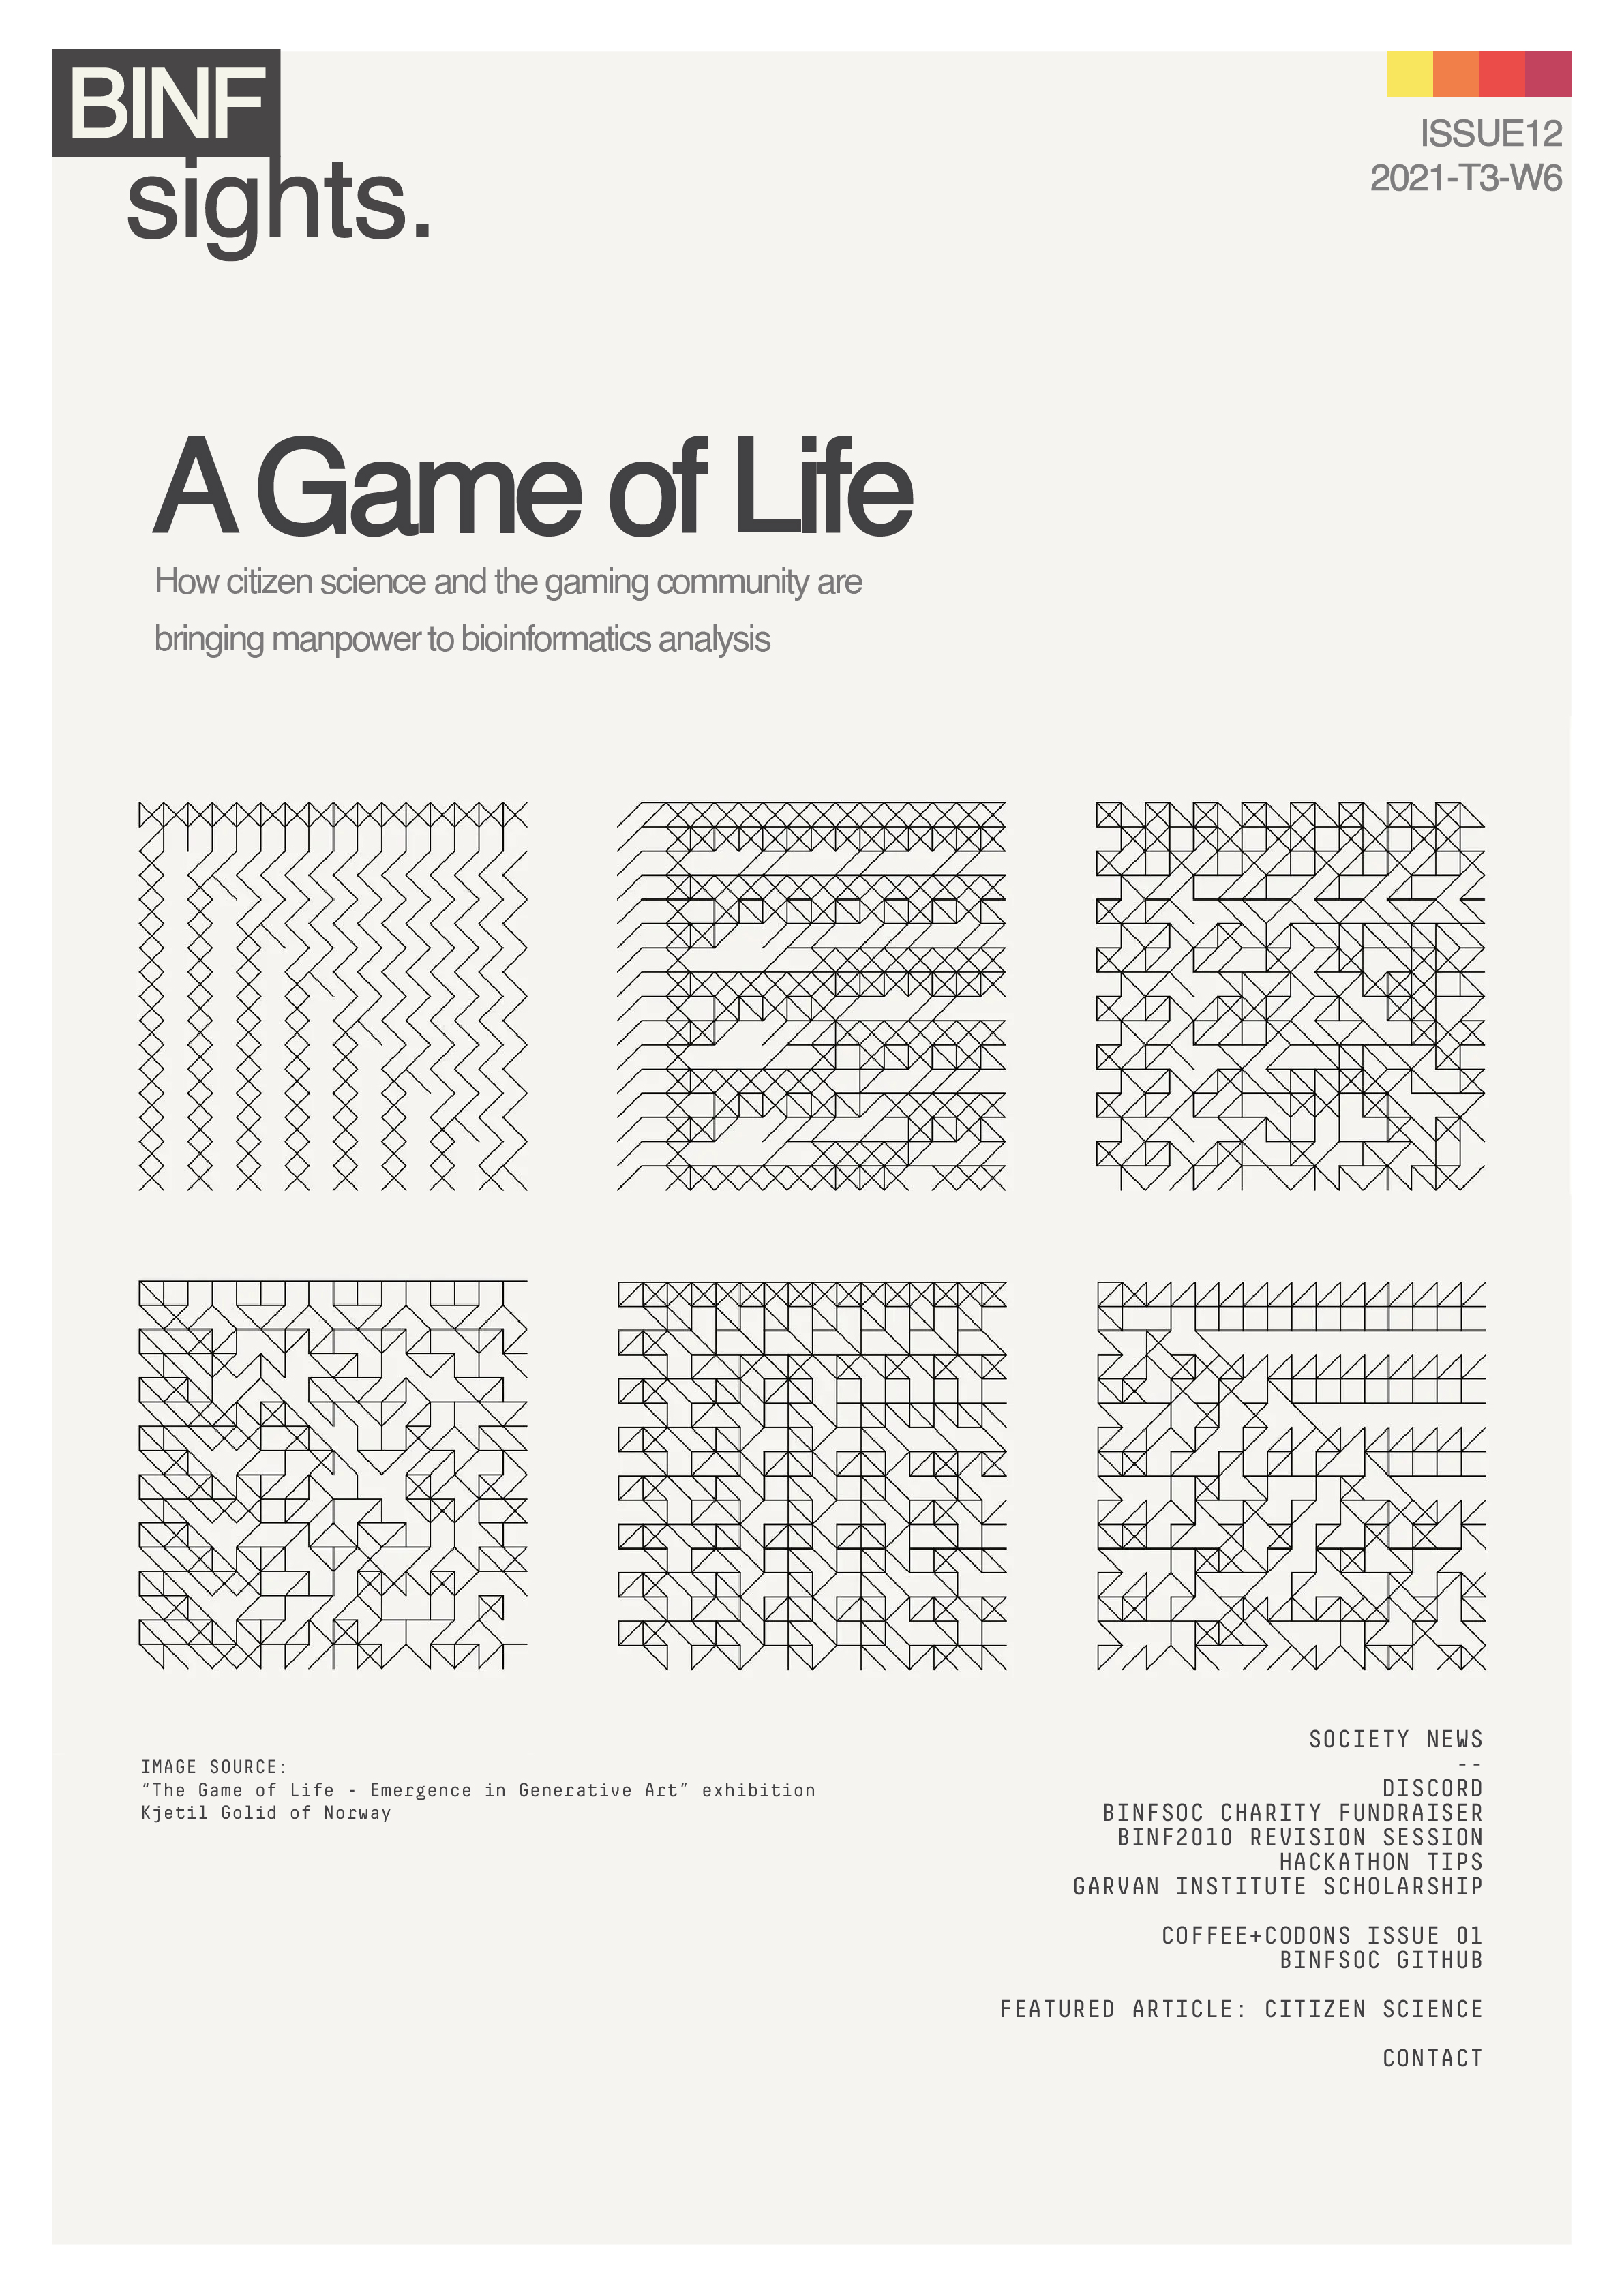 BINF
sights.
ISSUE12
2021-T3-W6
A Game of Life
How citizen science and the gaming community are
bringing manpower to bioinformatics analysis
IMAGE SOURCE:
“The Game of Life - Emergence in Generative Art” exhibition
Kjetil Golid of Norway
SOCIETY NEWS
--
DISCORD
BINFSOC CHARITY FUNDRAISER
BINF2010 REVISION SESSION
HACKATHON TIPS
GARVAN INSTITUTE SCHOLARSHIP
COFFEE+CODONS ISSUE 01
BINFSOC GITHUB
FEATURED ARTICLE: CITIZEN SCIENCE
CONTACT